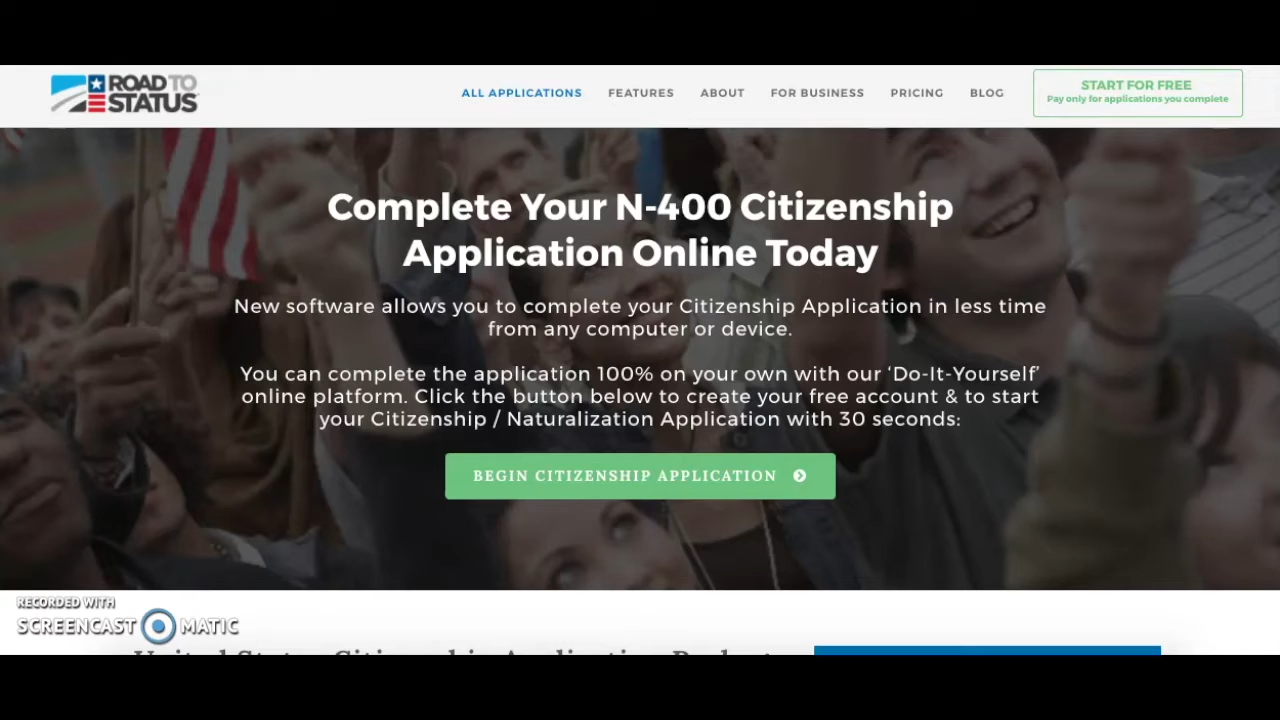 ROAD TO
STATUS
ALL APPLICATIONS
FEATURES
ABOUT
FOR BUSINESS
PRICING
BLOG
START FOR FREE
Pay only for applications you complete
Complete Your N-400 Citizenship
Application Online Today
New software allows you to complete your Citizenship Application in less time
from any computer or device.
You can complete the application 100% on your own with our ‘Do-It-Yourself’
online platform. Click the button below to create your free account & to start
your Citizenship / Naturalization Application with 30 seconds:
BEGIN CITIZENSHIP APPLICATION
RECORDED WITH
SCREENCAST MATIC